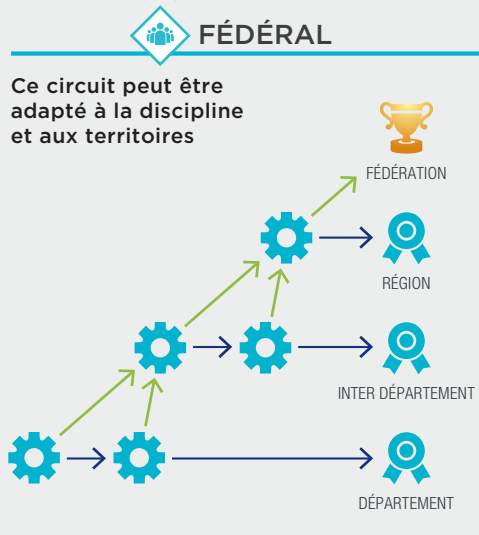 FÉDÉRAL
Ce circuit peut être
adapté à la discipline
et aux territoires
FÉDÉRATION
RÉGION
INTER DÉPARTEMENT
DÉPARTEMENT